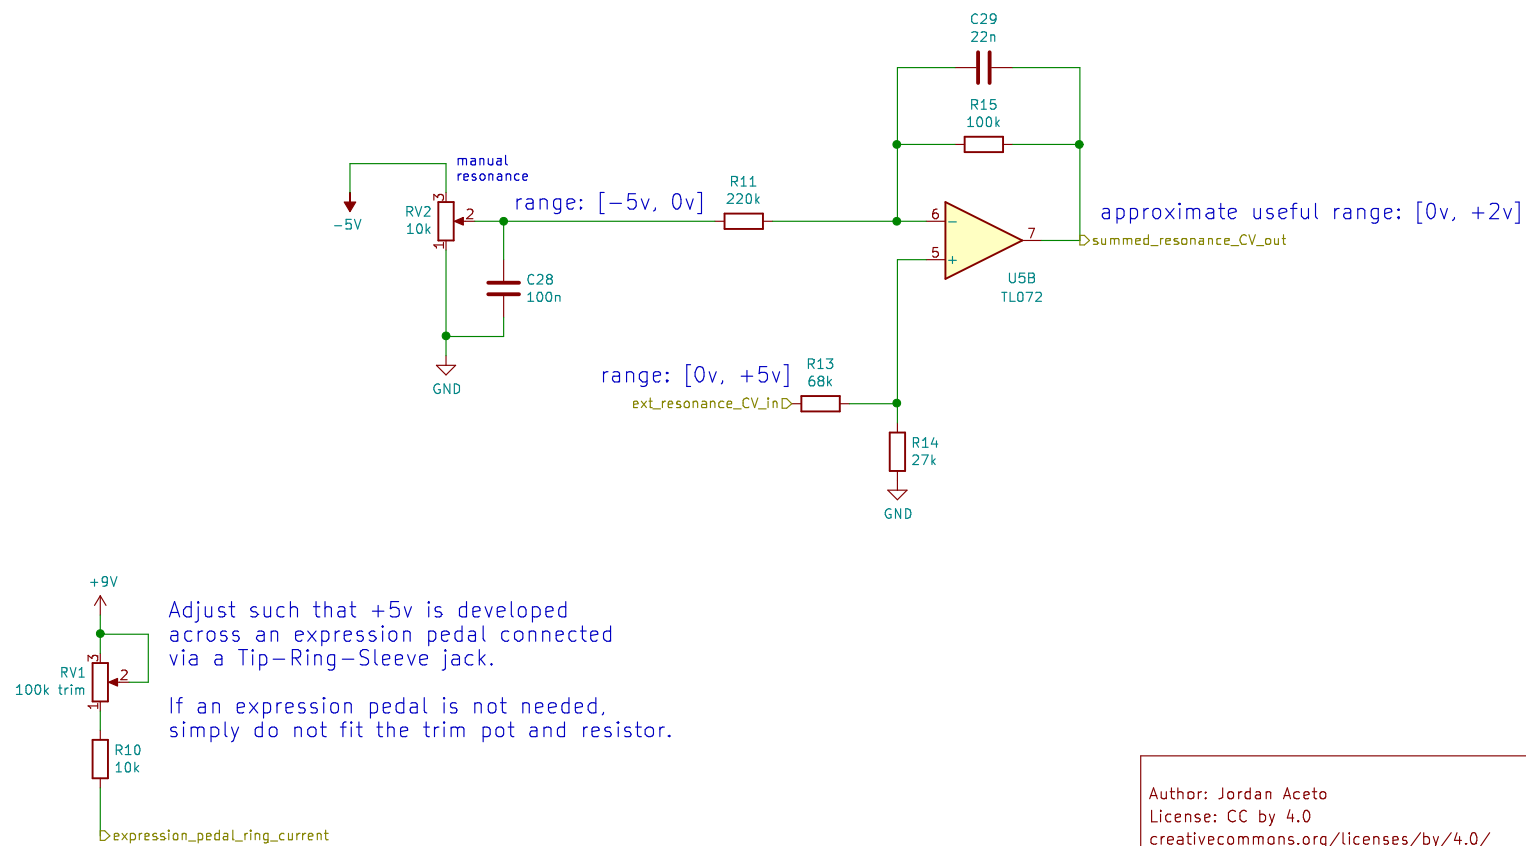 C29
22n
R15
100k
manual
resonance
3
RV2
10k
2
1
-5V
range: [-5v, 0v]
R11
220k
6
5
7
U5B
TL072
approximate useful range: [0v, +2v]
summed_resonance_CV_out
C28
100n
GND
range: [0v, +5v]
R13
68k
ext_resonance_CV_in
R14
27k
GND
+9V
3
RV1
100k trim
2
1
Adjust such that +5v is developed
across an expression pedal connected
via a Tip-Ring-Sleeve jack.
If an expression pedal is not needed,
simply do not fit the trim pot and resistor.
R10
10k
expression_pedal_ring_current
Author: Jordan Aceto
License: CC by 4.0
creativecommons.org/licenses/by/4.0/